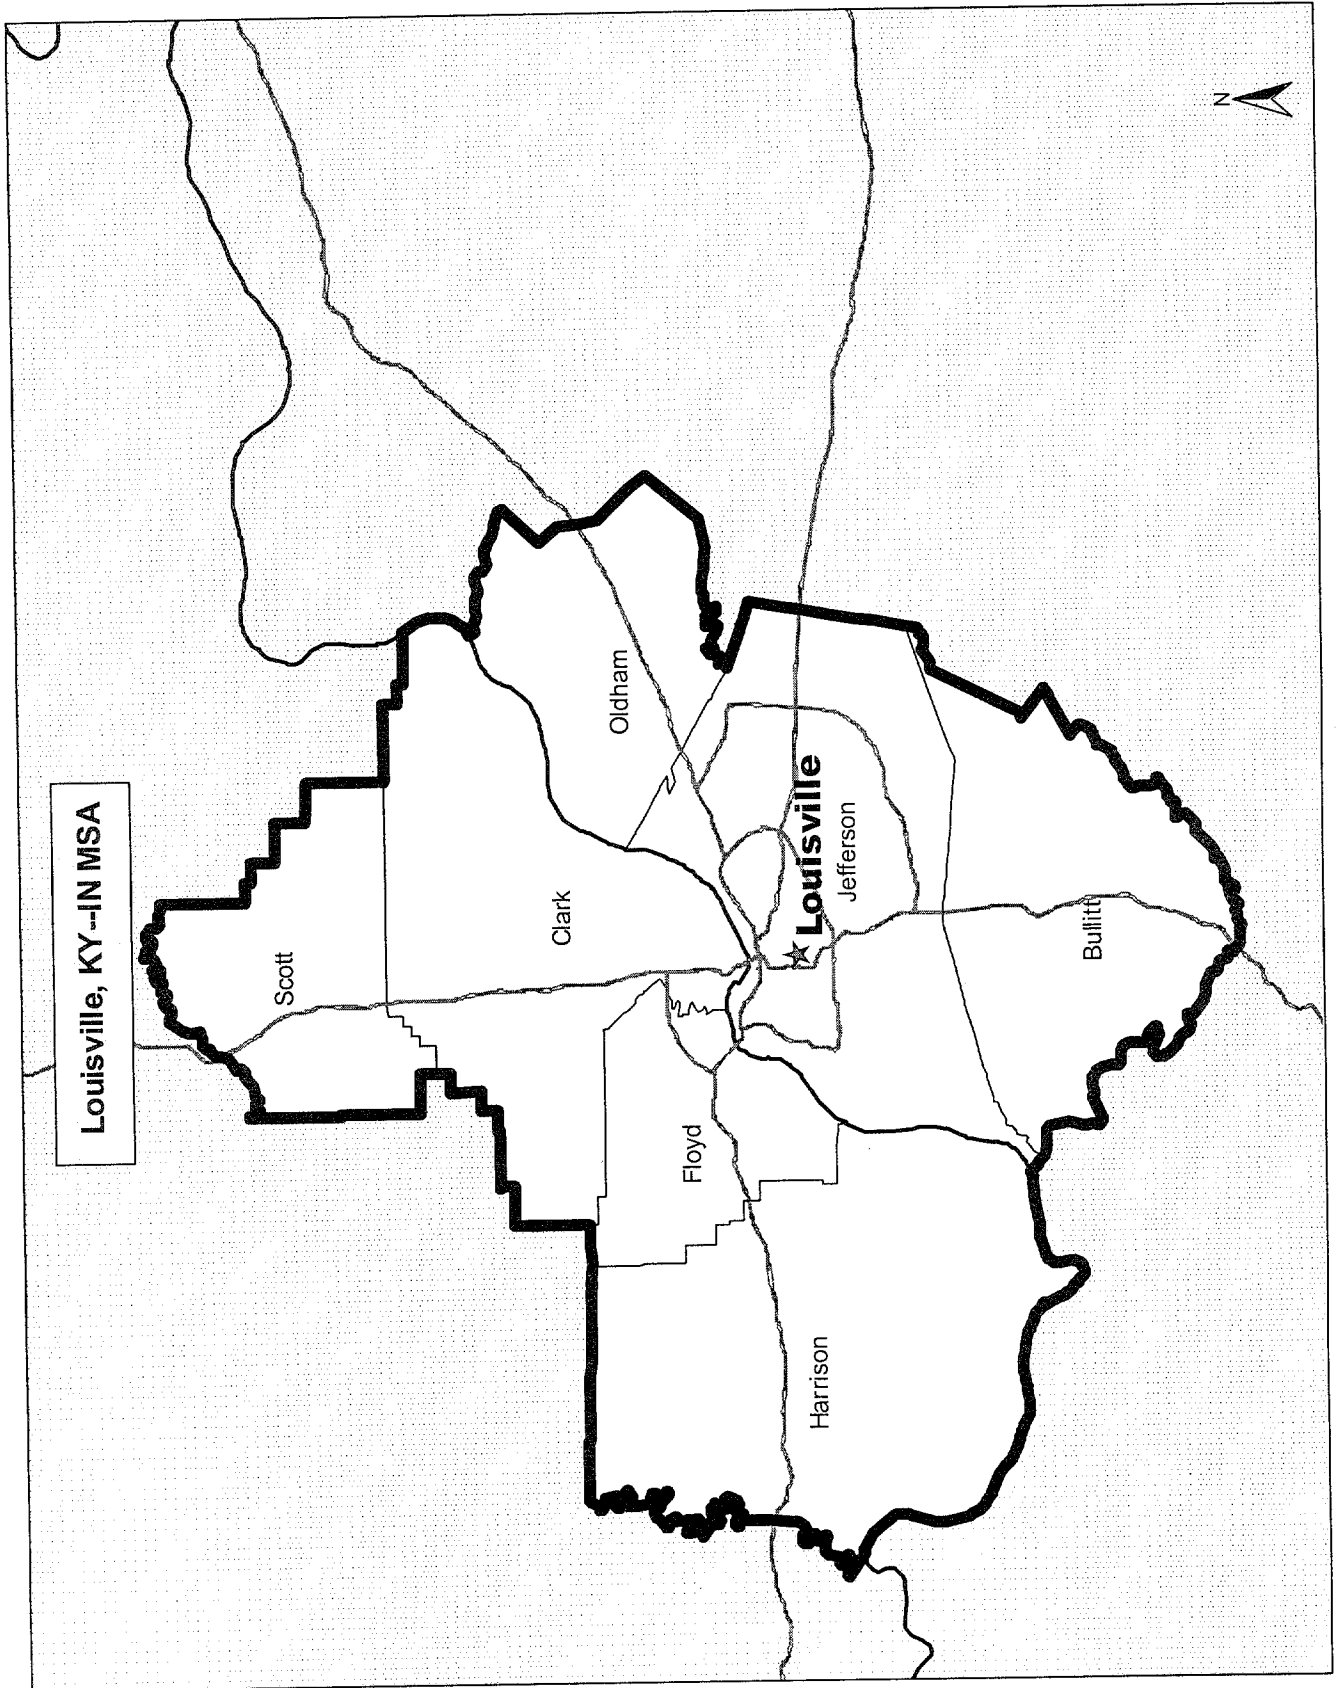 Louisville, KY--IN MSA
N
Scott
Clark
Oldham
Floyd
Louisville
Jefferson
Harrison
Bullitt